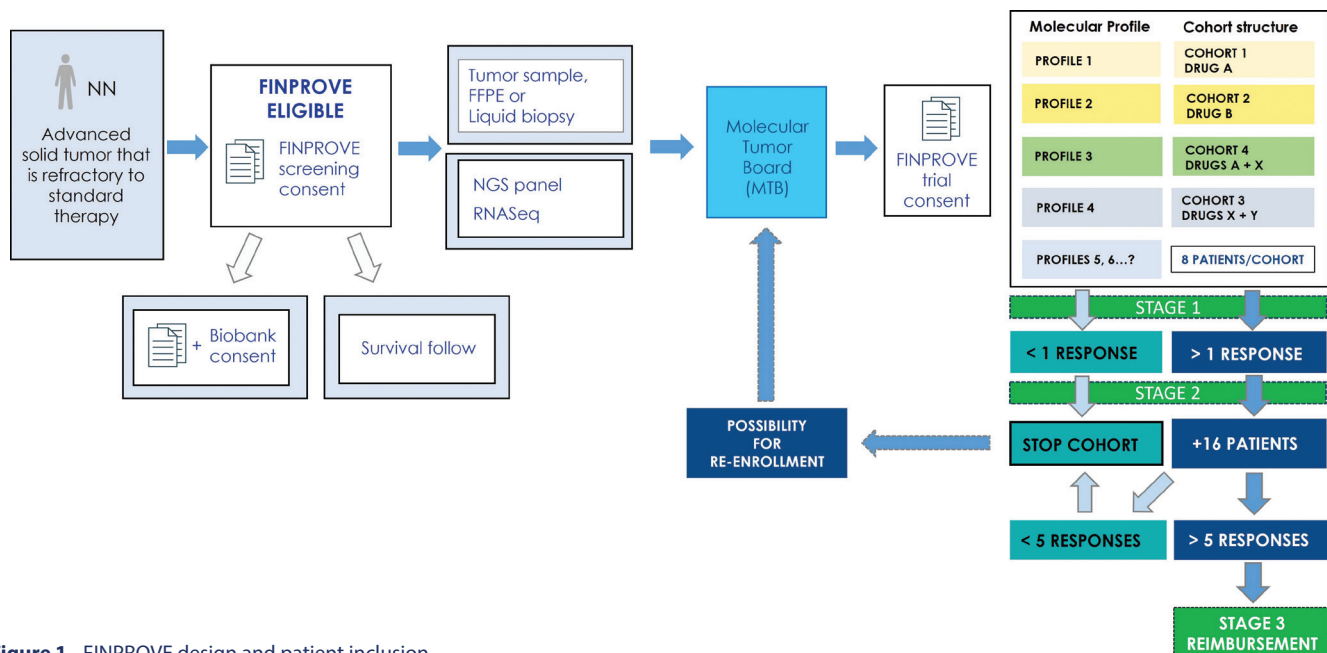 NN
Advanced
solid tumor that
is refractory to
standard
therapy
FINPROVE
ELIGIBLE
FINPROVE
screening
consent
+ Biobank
consent
Survival follow
Tumor sample,
FFPE or
Liquid biopsy
NGS panel
RNASeq
Molecular
Tumor
Board
(MTB)
FINPROVE
trial
consent
Molecular Profile Cohort structure
PROFILE 1 COHORT 1
DRUG A
PROFILE 2 COHORT 2
DRUG B
PROFILE 3 COHORT 4
DRUGS A + X
PROFILE 4 COHORT 3
DRUGS X + Y
PROFILES 5, 6...? 8 PATIENTS/COHORT
STAGE 1
< 1 RESPONSE > 1 RESPONSE
STAGE 2
STOP COHORT +16 PATIENTS
POSSIBILITY
FOR
RE-ENROLLMENT
< 5 RESPONSES > 5 RESPONSES
STAGE 3
REIMBURSEMENT
Figure 1. FINPROVE design and patient inclusion